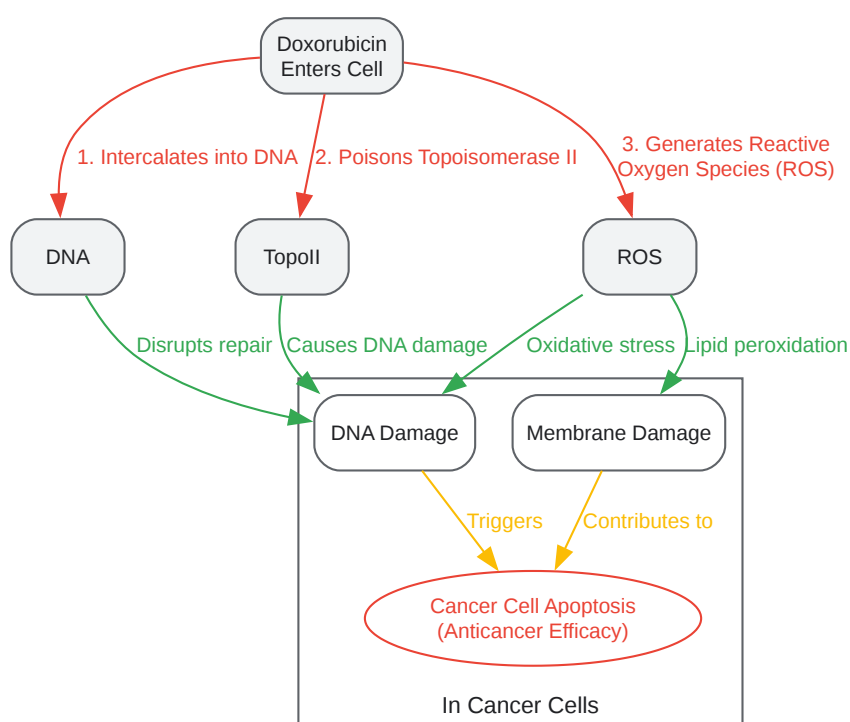 Doxorubicin
Enters Cell
1. Intercalates into DNA
2. Poisons Topoisomerase II
3. Generates Reactive
Oxygen Species (ROS)
DNA
TopoII
ROS
Disrupts repair
Causes DNA damage
Oxidative stress
Lipid peroxidation
DNA Damage
Membrane Damage
Triggers
Contributes to
Cancer Cell Apoptosis
(Anticancer Efficacy)
In Cancer Cells